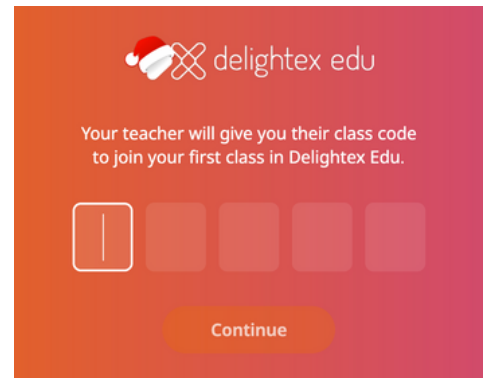 delightex edu
Your teacher will give you their class code
to join your first class in Delightex Edu.
Continue